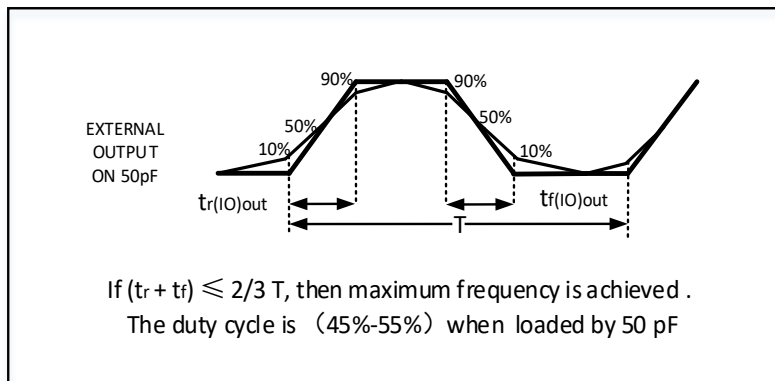 90%
90%
50%
50%
EXTERNAL
OUTPUT
ON 50pF
10%
10%
tr(IO)out
tf(IO)out
T
If (tr + tf) ≤ 2/3 T, then maximum frequency is achieved .
The duty cycle is （45%-55%）when loaded by 50 pF